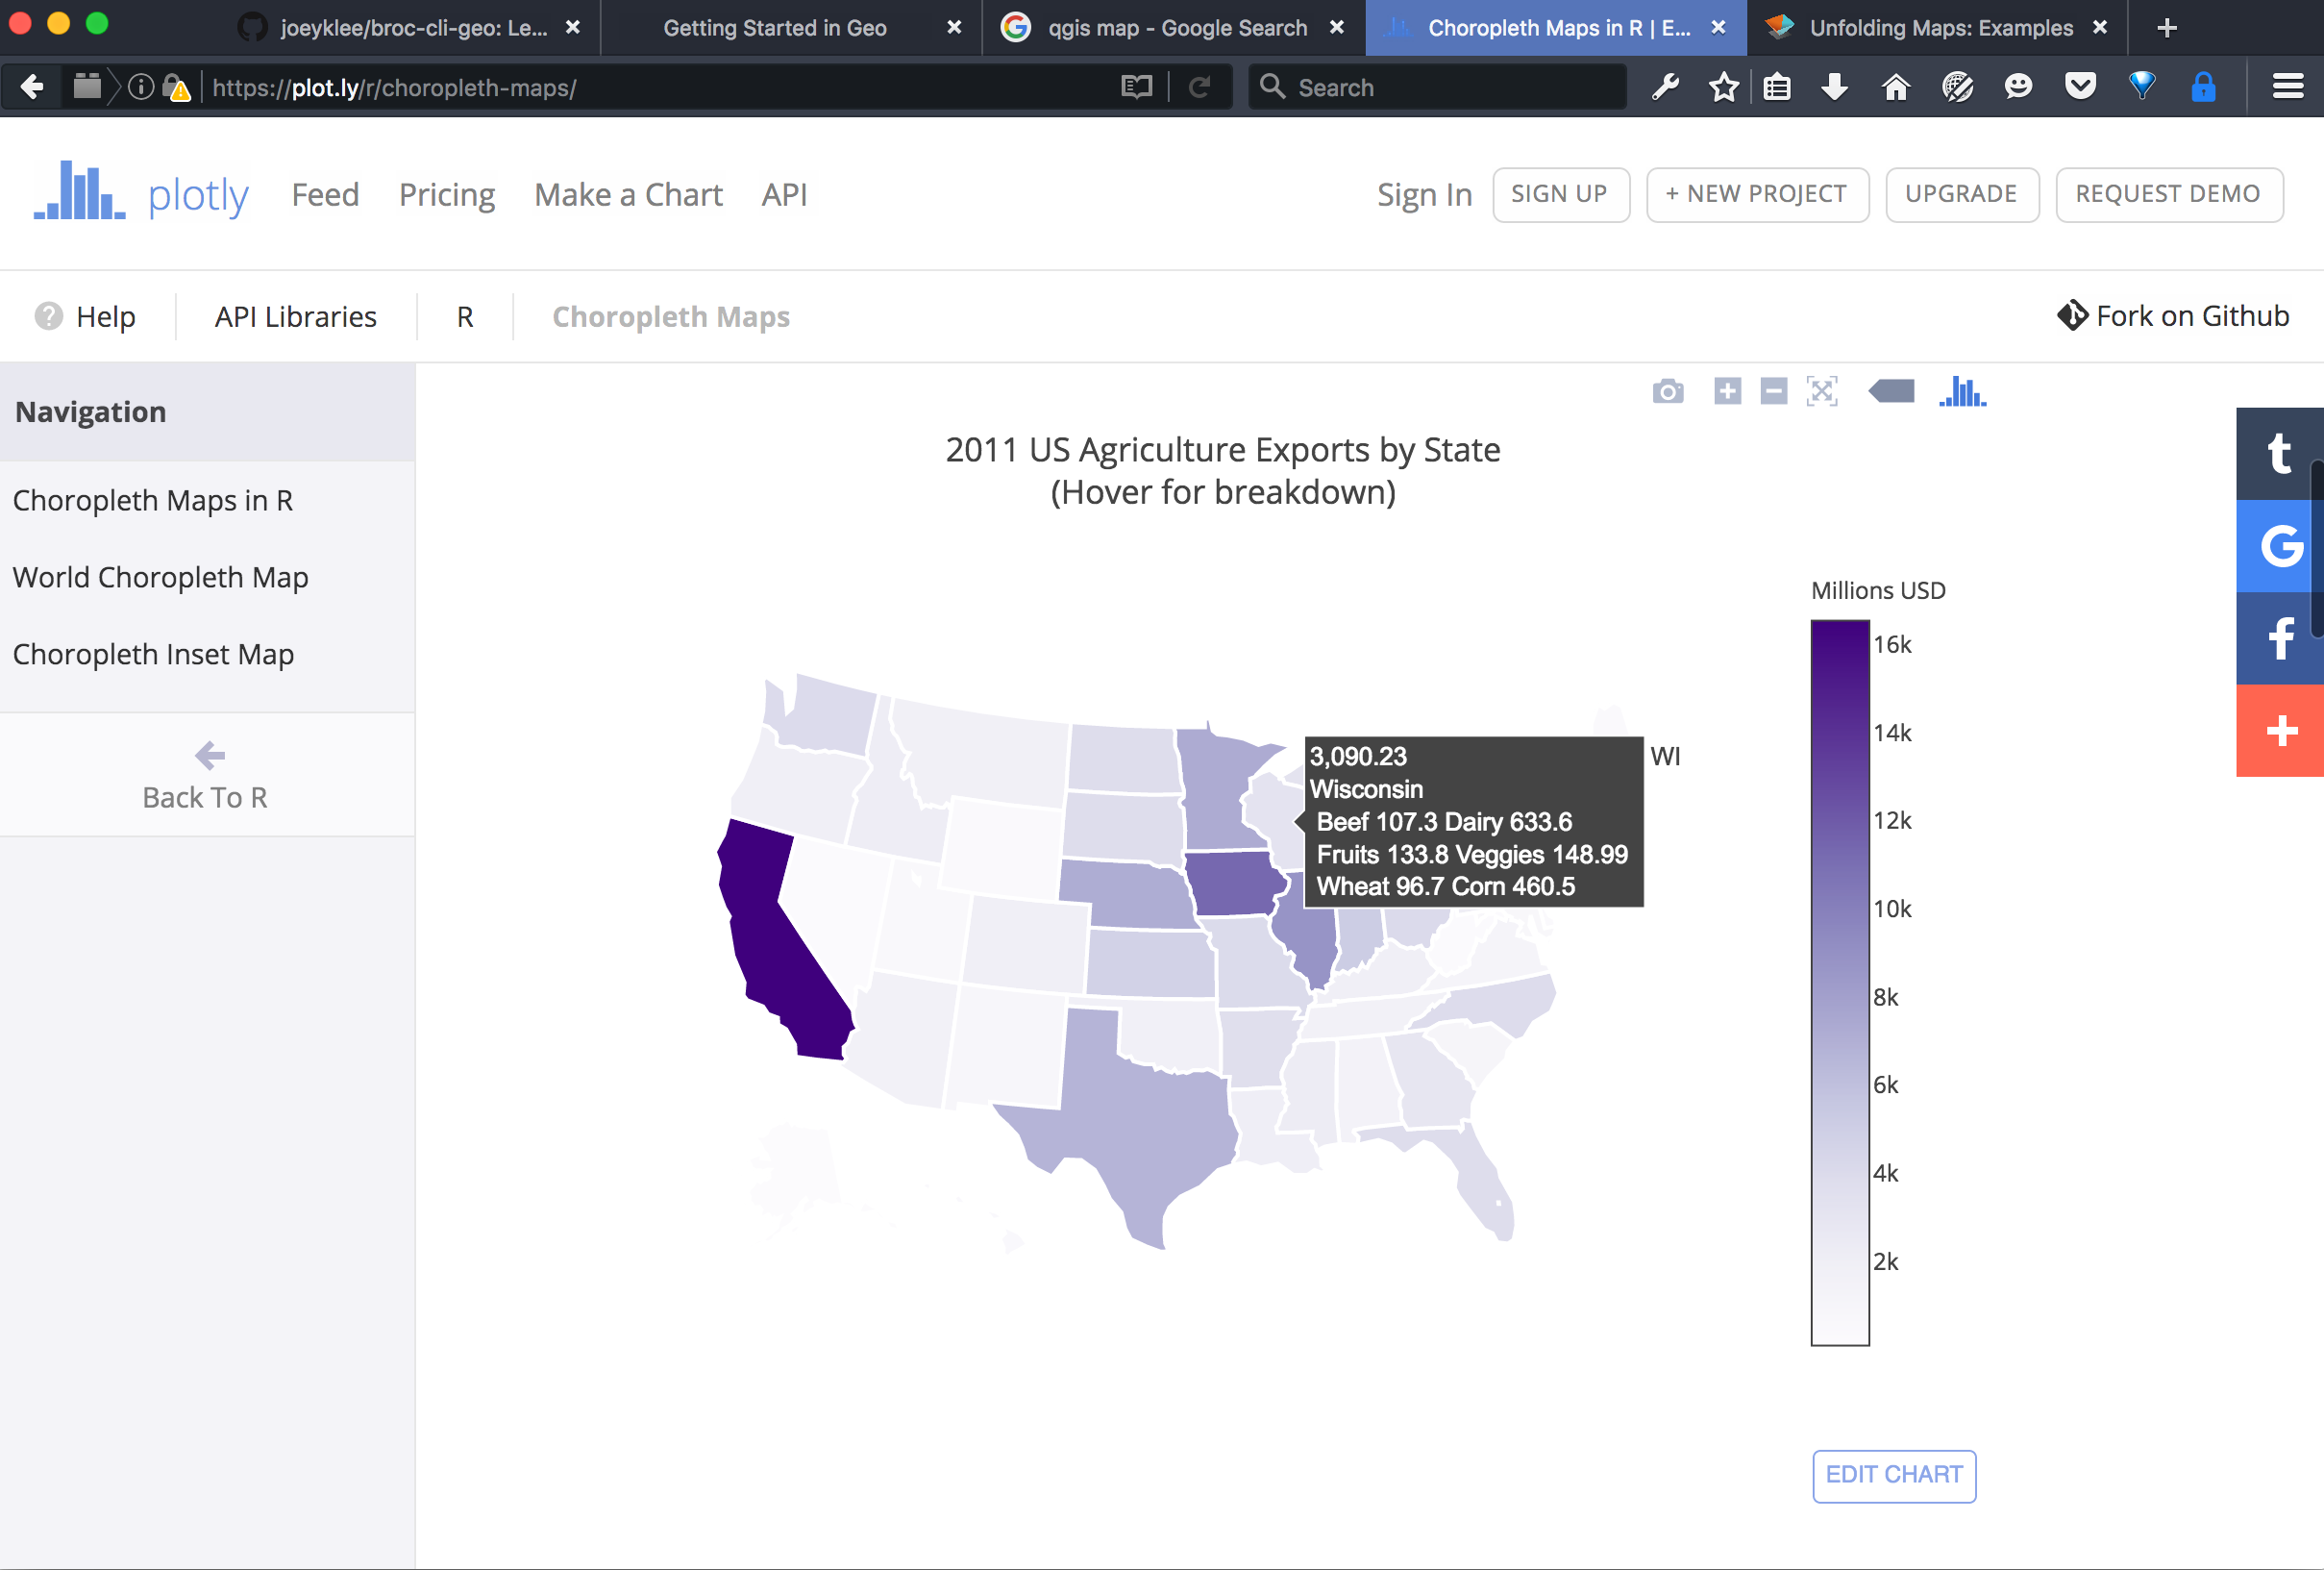 joeyklee/broc-cli-geo: Le...
Getting Started in Geo
qgis map - Google Search
Choropleth Maps in R | E...
Unfolding Maps: Examples
https://plot.ly/r/choropleth-maps/
Search
plotly
Feed
Pricing
Make a Chart
API
Sign In
SIGN UP
+ NEW PROJECT
UPGRADE
REQUEST DEMO
Help
API Libraries
R
Choropleth Maps
Fork on Github
Navigation
Choropleth Maps in R
World Choropleth Map
Choropleth Inset Map
Back To R
2011 US Agriculture Exports by State
(Hover for breakdown)
Millions USD
16k
14k
12k
10k
8k
6k
4k
2k
3,090.23
Wisconsin
Beef 107.3 Dairy 633.6
Fruits 133.8 Veggies 148.99
Wheat 96.7 Corn 460.5
WI
EDIT CHART